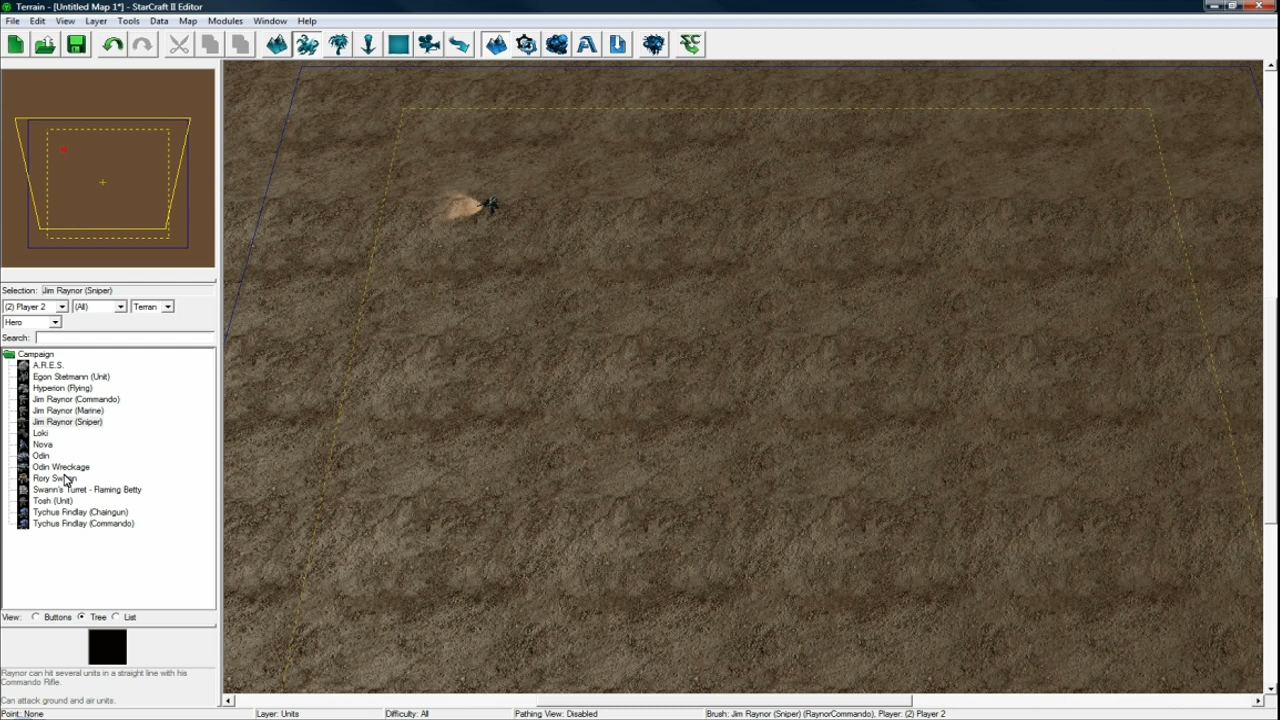 Terrain - [Untitled Map 1*] - StarCraft II Editor
File Edit View Layer Tools Data Map Modules Window Help
Selection: Jim Raynor (Sniper)
(2) Player 2 (All) Terran
Hero
Search:
Campaign
A.R.E.S.
Egon Stetmann (Unit)
Hyperion (Flying)
Jim Raynor (Commando)
Jim Raynor (Marine)
Jim Raynor (Sniper)
Loki
Nova
Odin
Odin Wreckage
Rory Swann
Swann's Turret - Flaming Betty
Tosh (Unit)
Tychus Findlay (Chaingun)
Tychus Findlay (Commando)
View: Buttons Tree List
Raynor can hit several units in a straight line with his
Commando Rifle.
Can attack ground and air units.
Point: None Layer: Units Difficulty: All Pathing View: Disabled Brush: Jim Raynor (Sniper) (RaynorCommando), Player: (2) Player 2